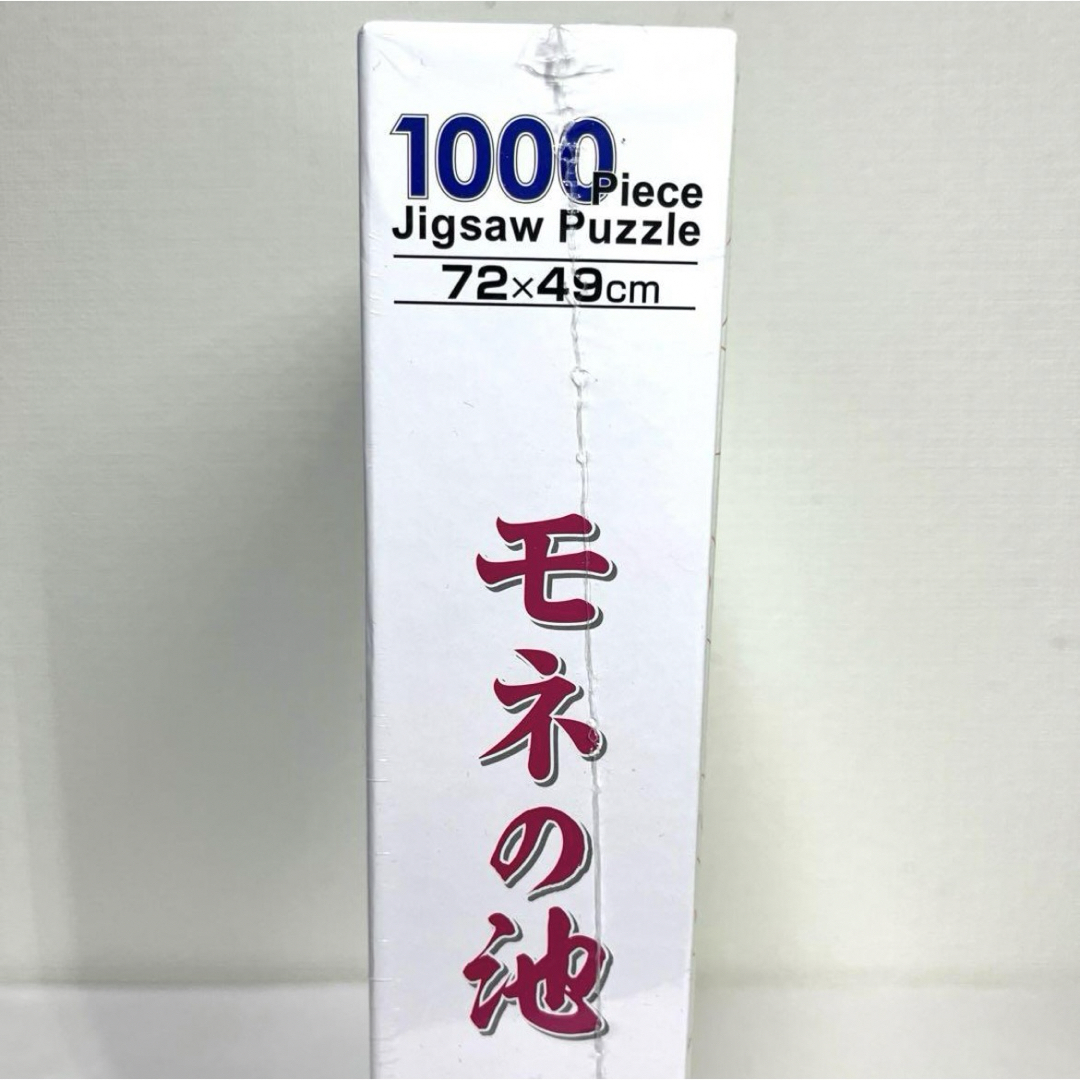 1000 Piece
Jigsaw Puzzle
72×49cm
モネの池